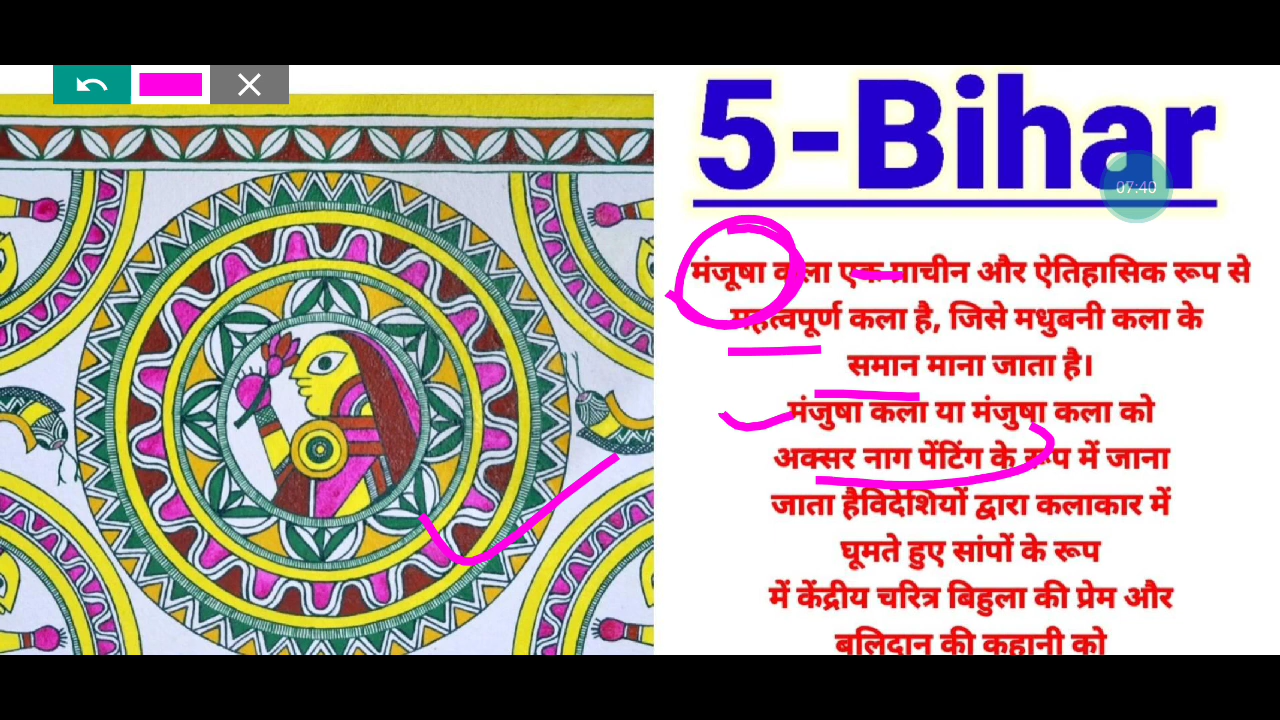 5-Bihar
07:40
मंजूषा कला एक प्राचीन और ऐतिहासिक रूप से
महत्वपूर्ण कला है, जिसे मधुबनी कला के
समान माना जाता है।
मंजुषा कला या मंजुषा कला को
अक्सर नाग पेंटिंग के रूप में जाना
जाता हैविदेशियों द्वारा कलाकार में
घूमते हुए सांपों के रूप
में केंद्रीय चरित्र बिहुला की प्रेम और
बलिदान की कहानी को